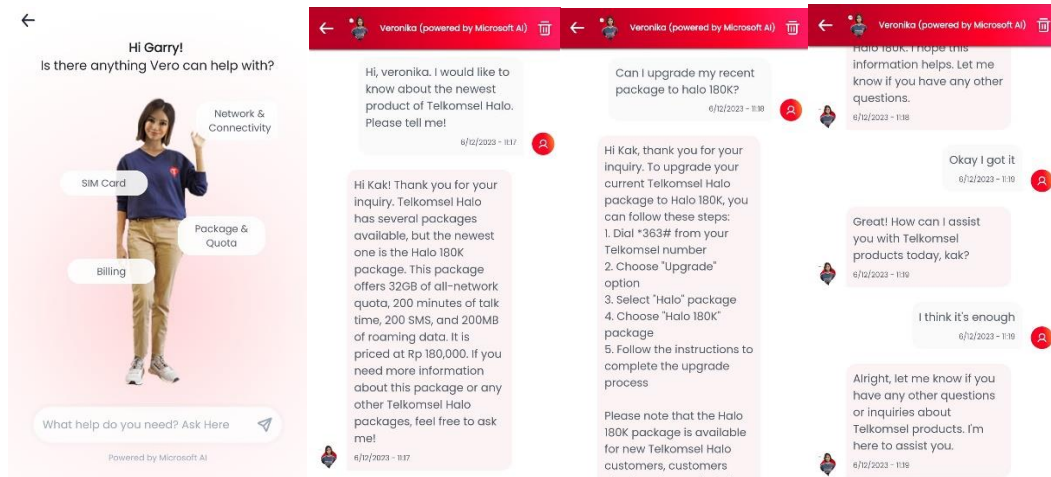 Hi Garry!
Is there anything Vero can help with?
Network &
Connectivity
SIM Card
Package &
Quota
Billing
What help do you need? Ask Here
Powered by Microsoft AI
Veronika (powered by Microsoft AI)
Hi, veronika. I would like to
know about the newest
product of Telkomsel Halo.
Please tell me!
6/12/2023 - 11:17
Hi Kak! Thank you for your
inquiry. Telkomsel Halo
has several packages
available, but the newest
one is the Halo 180K
package. This package
offers 32GB of all-network
quota, 200 minutes of talk
time, 200 SMS, and 200MB
of roaming data. It is
priced at Rp 180,000. If you
need more information
about this package or any
other Telkomsel Halo
packages, feel free to ask
me!
6/12/2023 - 11:17
Veronika (powered by Microsoft AI)
Can I upgrade my recent
package to halo 180K?
6/12/2023 - 11:18
Hi Kak, thank you for your
inquiry. To upgrade your
current Telkomsel Halo
package to Halo 180K, you
can follow these steps:
1. Dial *363# from your
Telkomsel number
2. Choose "Upgrade"
option
3. Select "Halo" package
4. Choose "Halo 180K"
package
5. Follow the instructions to
complete the upgrade
process
Please note that the Halo
180K package is available
for new Telkomsel Halo
customers, customers
Veronika (powered by Microsoft AI)
Halo 180K. I hope this
information helps. Let me
know if you have any other
questions.
6/12/2023 - 11:18
Okay I got it
6/12/2023 - 11:19
Great! How can I assist
you with Telkomsel
products today, kak?
6/12/2023 - 11:19
I think it's enough
6/12/2023 - 11:19
Alright, let me know if you
have any other questions
or inquiries about
Telkomsel products. I'm
here to assist you.
6/12/2023 - 11:19